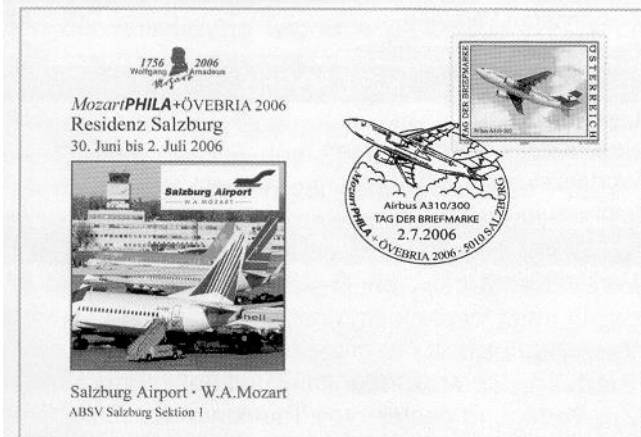 1756 2006
Wolfgang Amadeus
Mozart
MozartPHILA+ÖVEBRIA 2006
Residenz Salzburg
30. Juni bis 2. Juli 2006
Salzburg Airport
W.A. MOZART
shell
Salzburg Airport · W.A.Mozart
ABSV Salzburg Sektion 1
TAG DER BRIEFMARKE
ÖSTERREICH
Airbus A310-300
Airbus A310/300
TAG DER BRIEFMARKE
2.7.2006
MozartPHILA + ÖVEBRIA 2006 - 5010 SALZBURG